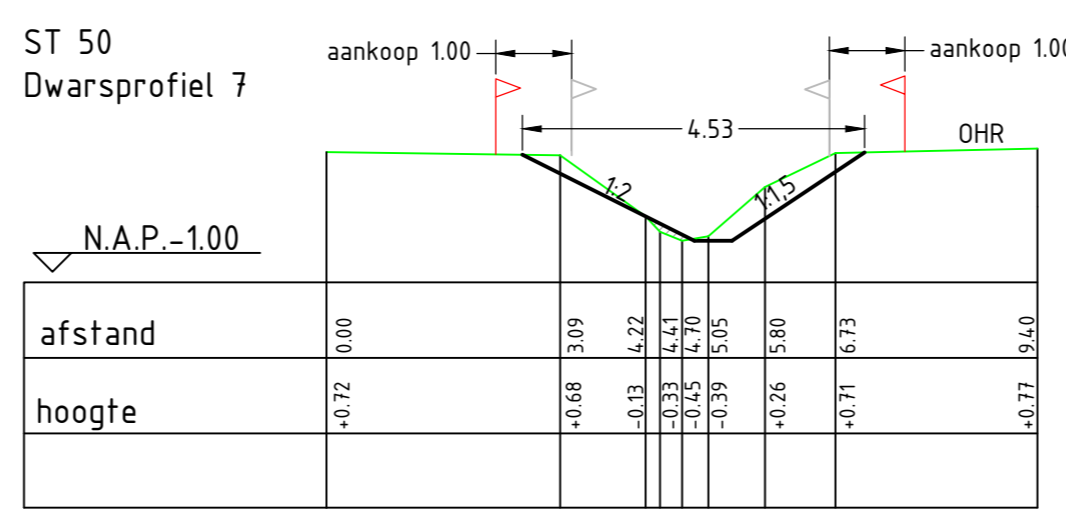 ST 50
Dwarsprofiel 7
aankoop 1.00
aankoop 1.00
4.53
OHR
1:2
1:1,5
N.A.P.-1.00
afstand 0.00 3.09 4.22 4.41 4.70 5.05 5.80 6.73 9.40
hoogte +0.72 +0.68 -0.13 -0.33 -0.45 -0.39 +0.26 +0.71 +0.77